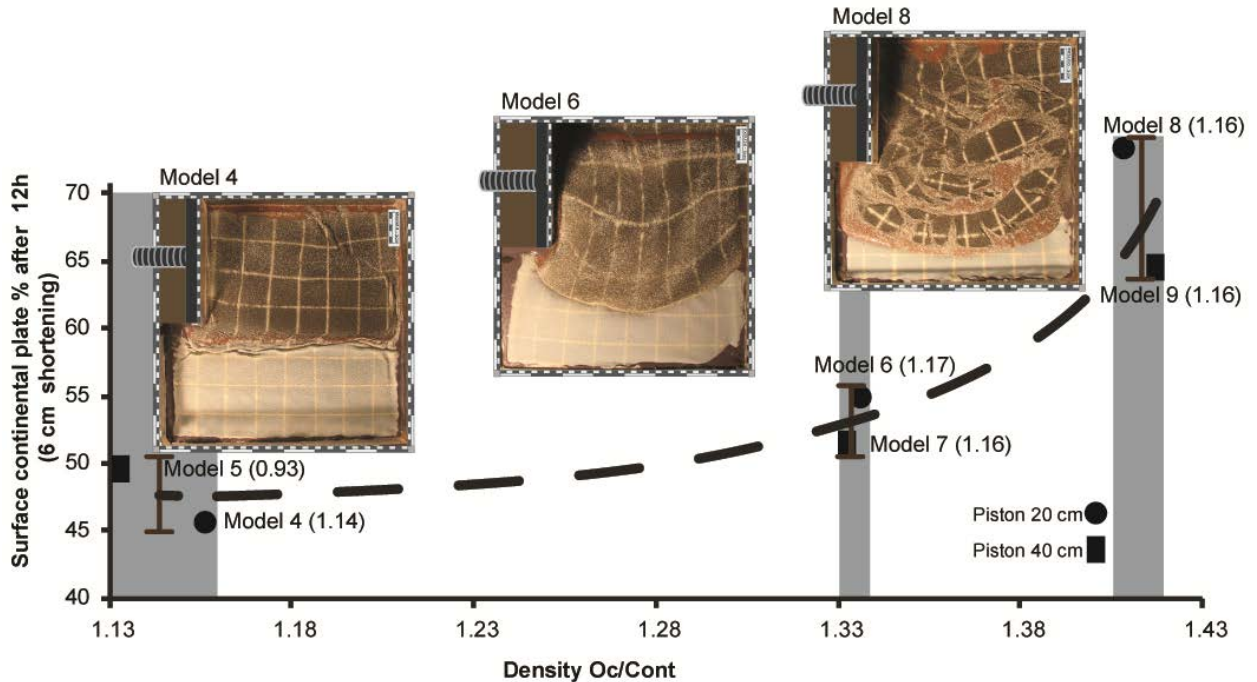 Model 8
Model 6
Model 4
Model 8 (1.16)
Model 9 (1.16)
Model 6 (1.17)
Model 7 (1.16)
Model 5 (0.93)
Model 4 (1.14)
Piston 20 cm
Piston 40 cm
Surface continental plate % after 12h
(6 cm shortening)
70
65
60
55
50
45
40
1.13
1.18
1.23
1.28
1.33
1.38
1.43
Density Oc/Cont